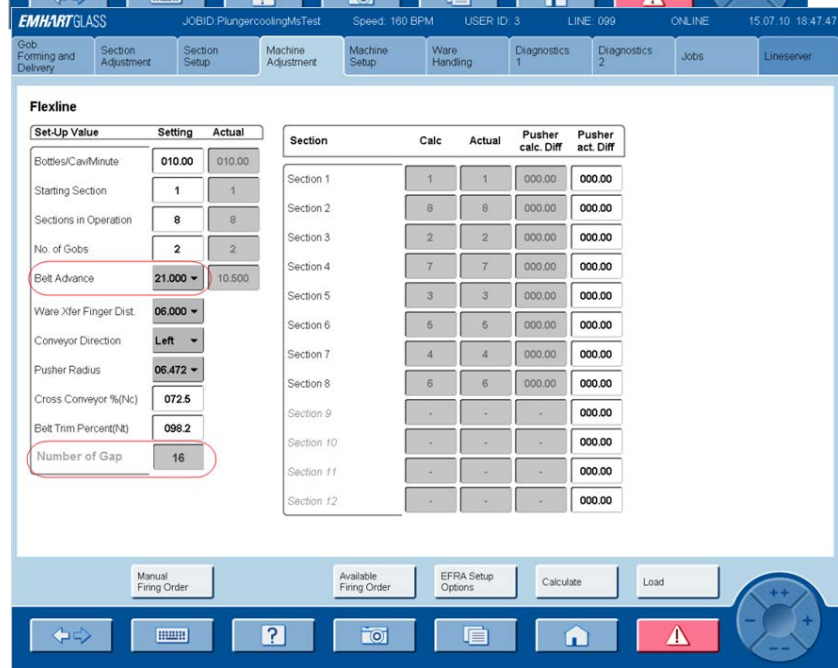 EMHARTGLASS JOBID:PlungercoolingMsTest Speed: 160 BPM USER ID: 3 LINE: 099 ONLINE 15.07.10 18:47:47
Gob Forming and Delivery Section Adjustment Section Setup Machine Adjustment Machine Setup Ware Handling Diagnostics 1 Diagnostics 2 Jobs Lineserver
Flexline
Set-Up Value Setting Actual
Bottles/Cav/Minute 010.00 010.00
Starting Section 1 1
Sections in Operation 8 8
No. of Gobs 2 2
Belt Advance 21.000 10.500
Ware Xfer Finger Dist. 06.000
Conveyor Direction Left
Pusher Radius 06.472
Cross Conveyor %(Nc) 072.5
Belt Trim Percent(Nt) 098.2
Number of Gap 16
Section Calc Actual Pusher calc. Diff Pusher act. Diff
Section 1 1 1 000.00 000.00
Section 2 8 8 000.00 000.00
Section 3 2 2 000.00 000.00
Section 4 7 7 000.00 000.00
Section 5 3 3 000.00 000.00
Section 6 5 5 000.00 000.00
Section 7 4 4 000.00 000.00
Section 8 6 6 000.00 000.00
Section 9 - - - 000.00
Section 10 - - - 000.00
Section 11 - - - 000.00
Section 12 - - - 000.00
Manual Firing Order Available Firing Order EFRA Setup Options Calculate Load
? ++ - + --